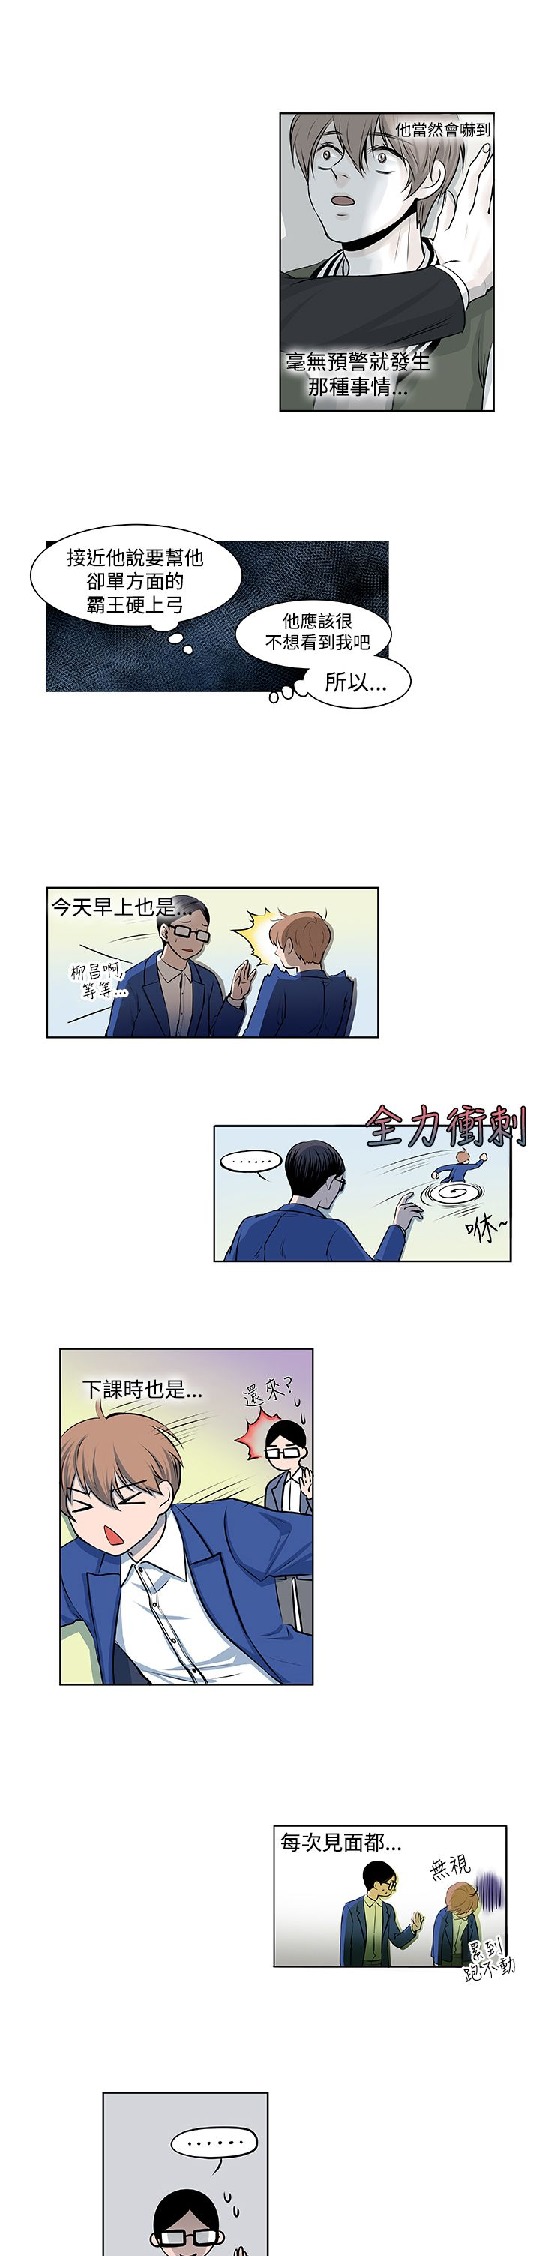 他當然會嚇到
毫無預警就發生
那種事情...
接近他說要幫他
卻單方面的
霸王硬上弓
他應該很
不想看到我吧
所以...
今天早上也是...
柳昌啊,
等等...
全力衝刺
......
咻~
下課時也是...
還來?
每次見面都...
無視
累到
跑不動
......